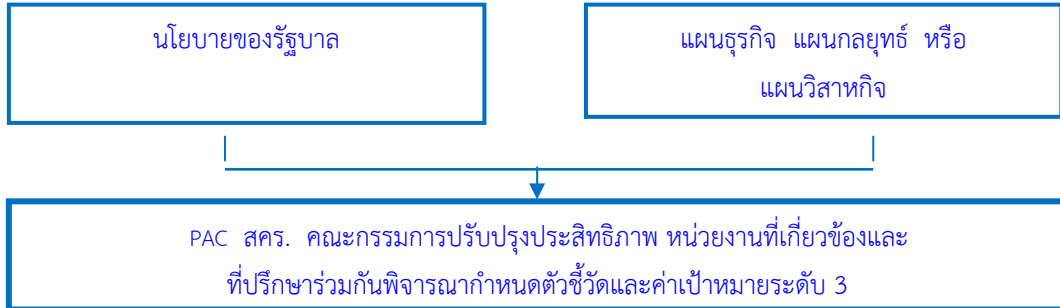 นโยบายของรัฐบาล
แผนธุรกิจ แผนกลยุทธ์ หรือ
แผนวิสาหกิจ
PAC สคร. คณะกรรมการปรับปรุงประสิทธิภาพ หน่วยงานที่เกี่ยวข้องและ
ที่ปรึกษาร่วมกันพิจารณากำหนดตัวชี้วัดและค่าเป้าหมายระดับ 3